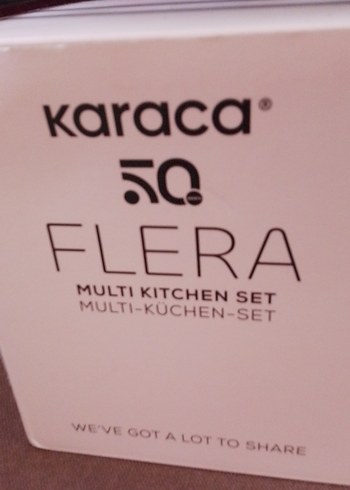 Karaca®
50
FLERA
MULTI KITCHEN SET
MULTI-KÜCHEN-SET
WE'VE GOT A LOT TO SHARE